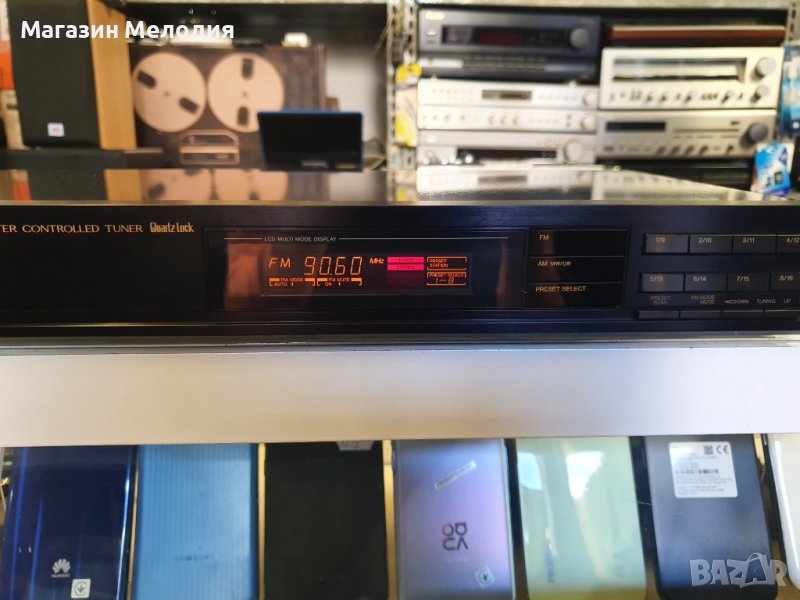 Магазин Мелодия
TER CONTROLLED TUNER Quartz Lock
LCD MULTI MODE DISPLAY
FM 90.60 MHz
PRESET STATION
FM MODE
AUTO
FM MUTE
ON
PRESET SELECT
1-8
FM
AM MW/LW
PRESET SELECT
1/9 2/10 3/11 4/12
5/13 6/14 7/15 8/16
PRESET SCAN
FM MODE MUTE
DOWN TUNING UP
HUAWEI
SAMSUNG
BAZAR